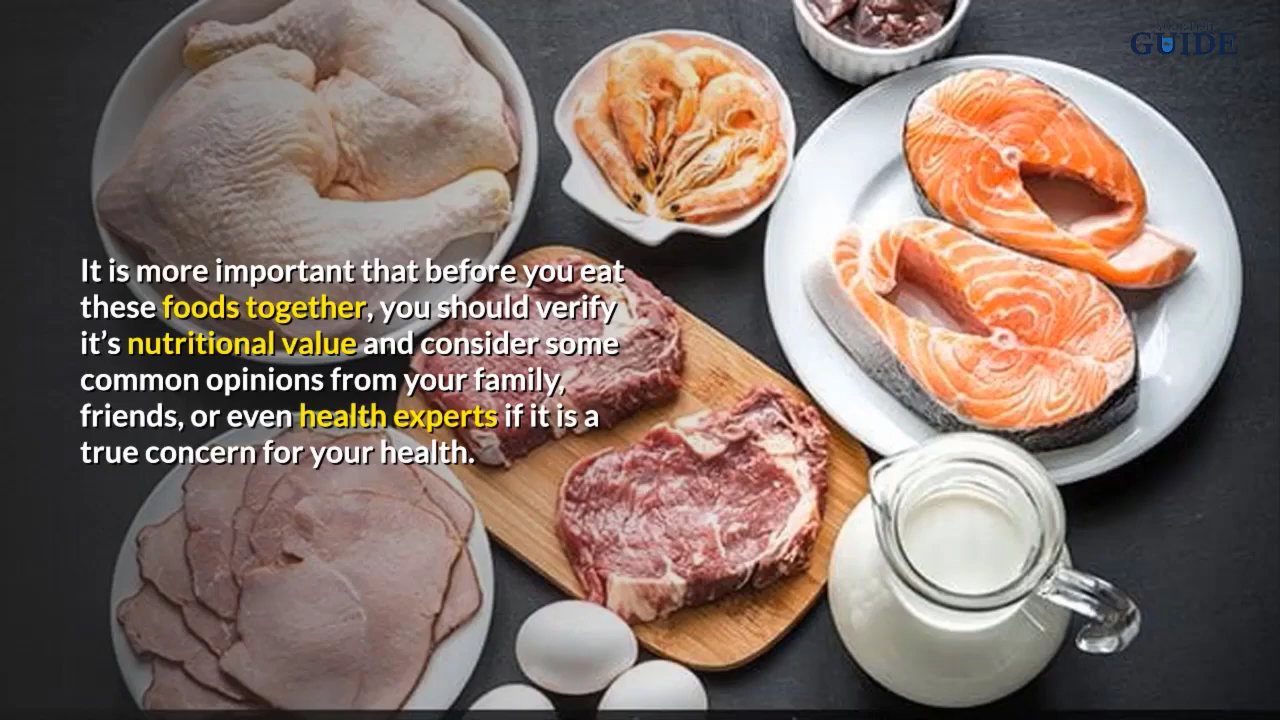 GUIDE
It is more important that before you eat
these foods together, you should verify
it’s nutritional value and consider some
common opinions from your family,
friends, or even health experts if it is a
true concern for your health.